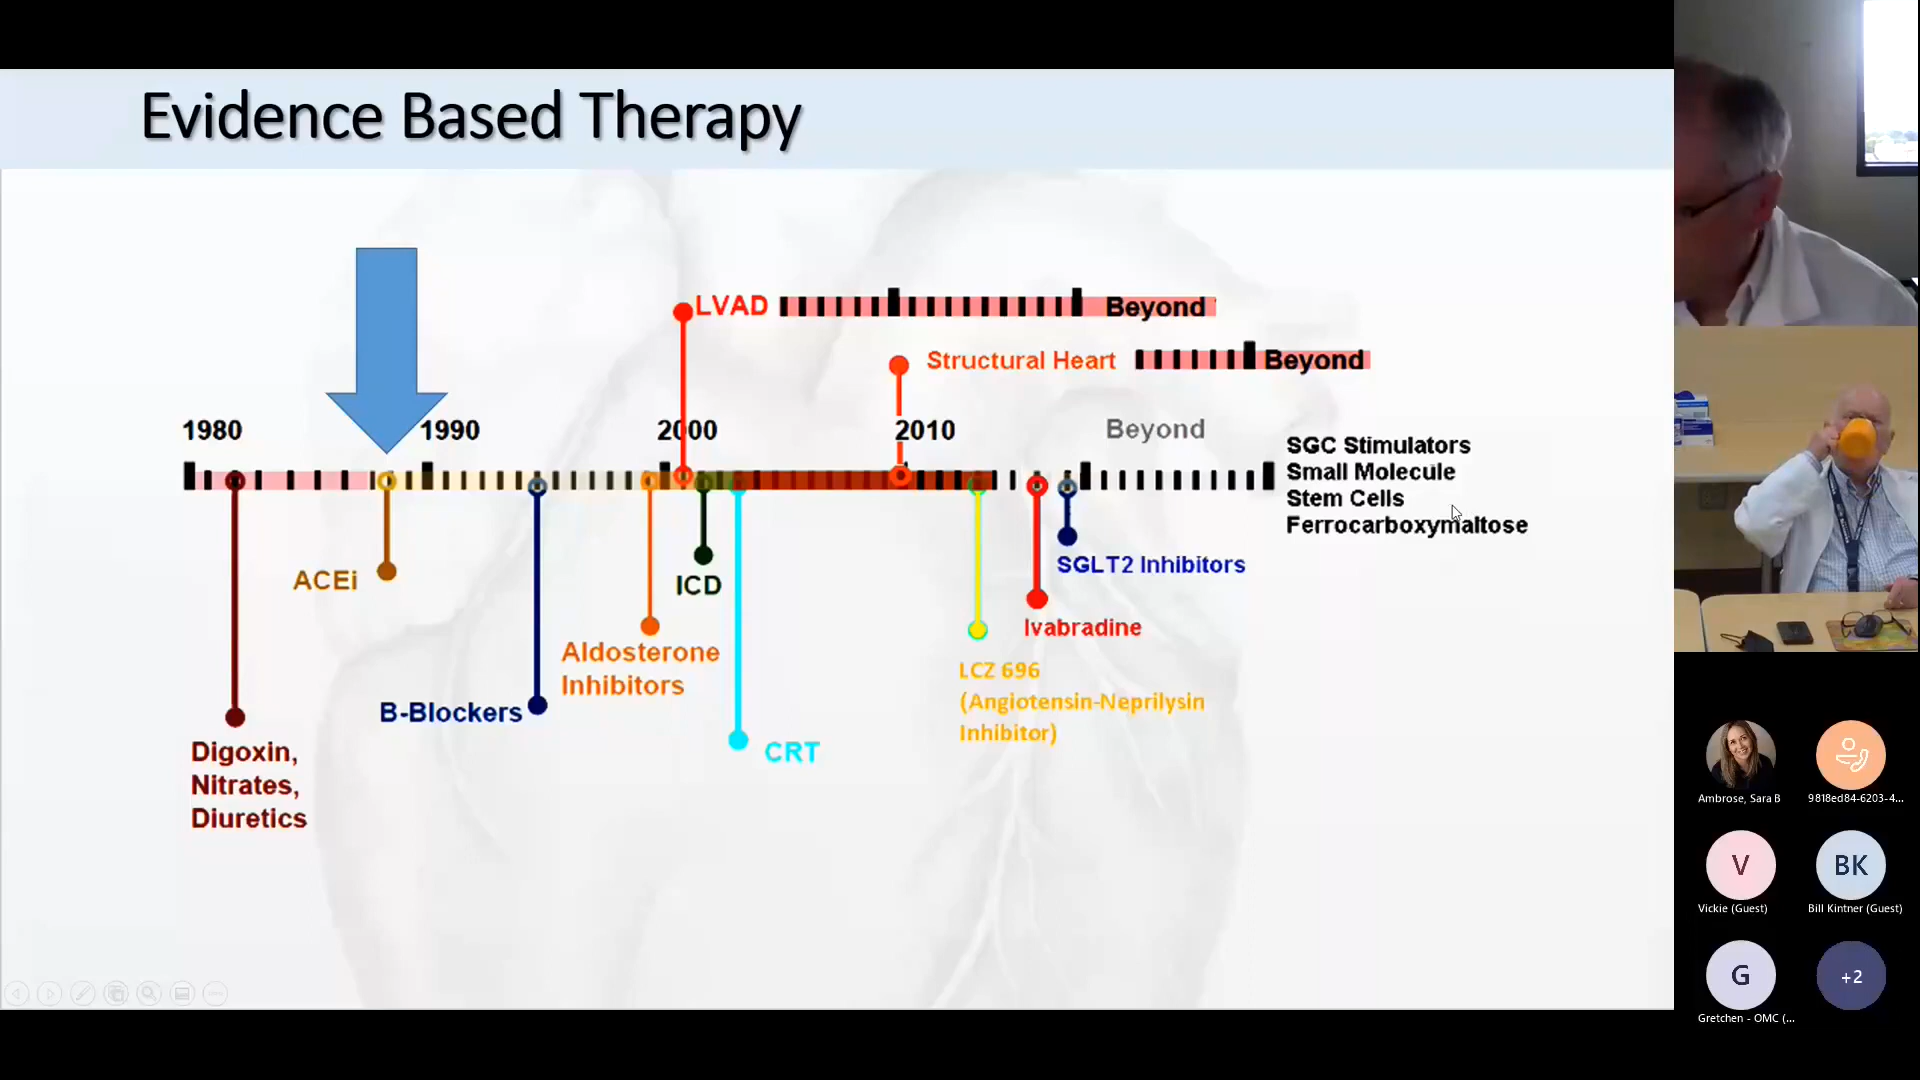 Evidence Based Therapy
LVAD
Beyond
Structural Heart
Beyond
1980
1990
2000
2010
Beyond
SGC Stimulators
Small Molecule
Stem Cells
Ferrocarboxymaltose
SGLT2 Inhibitors
ACEi
ICD
Ivabradine
Aldosterone
Inhibitors
LCZ 696
(Angiotensin-Neprilysin
Inhibitor)
B-Blockers
CRT
Digoxin,
Nitrates,
Diuretics
Ambrose, Sara B
9818ed84-6203-4...
V
BK
Vickie (Guest)
Bill Kintner (Guest)
G
+2
Gretchen - OMC (...